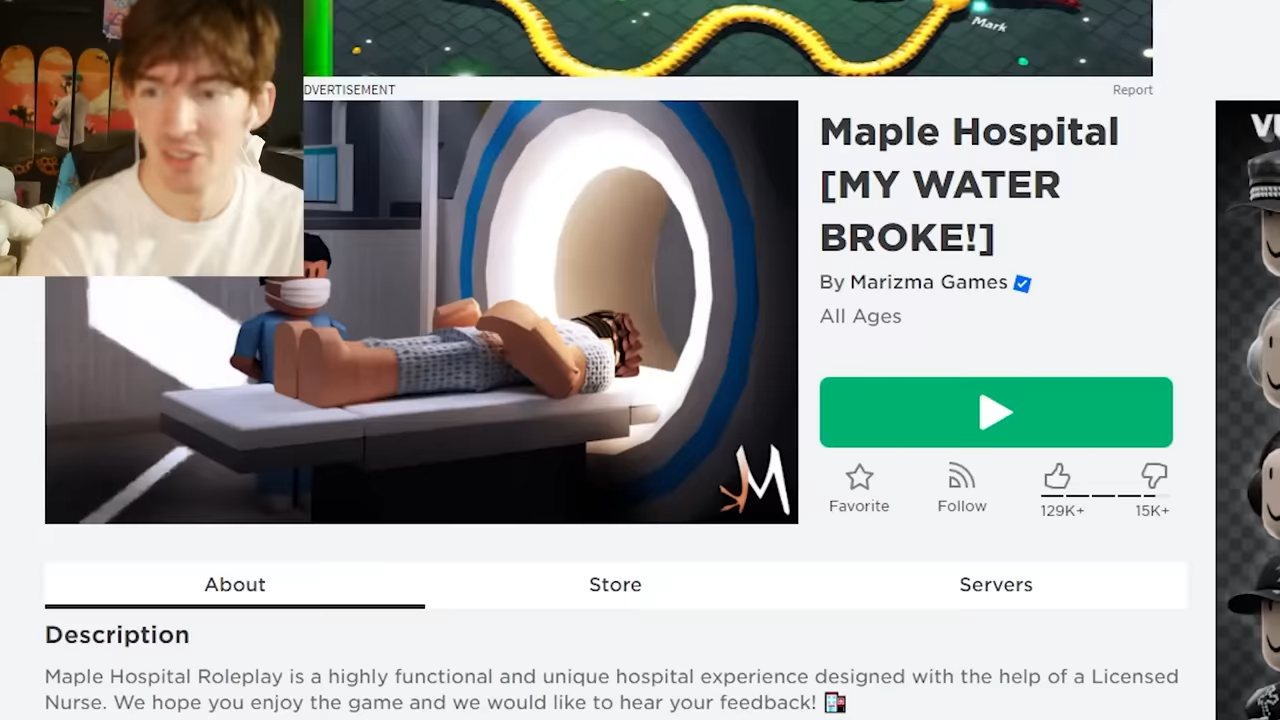 Mark
DVERTISEMENT
Report
Maple Hospital
[MY WATER
BROKE!]
By Marizma Games
All Ages
Favorite
Follow
129K+
15K+
About
Store
Servers
Description
Maple Hospital Roleplay is a highly functional and unique hospital experience designed with the help of a Licensed
Nurse. We hope you enjoy the game and we would like to hear your feedback!